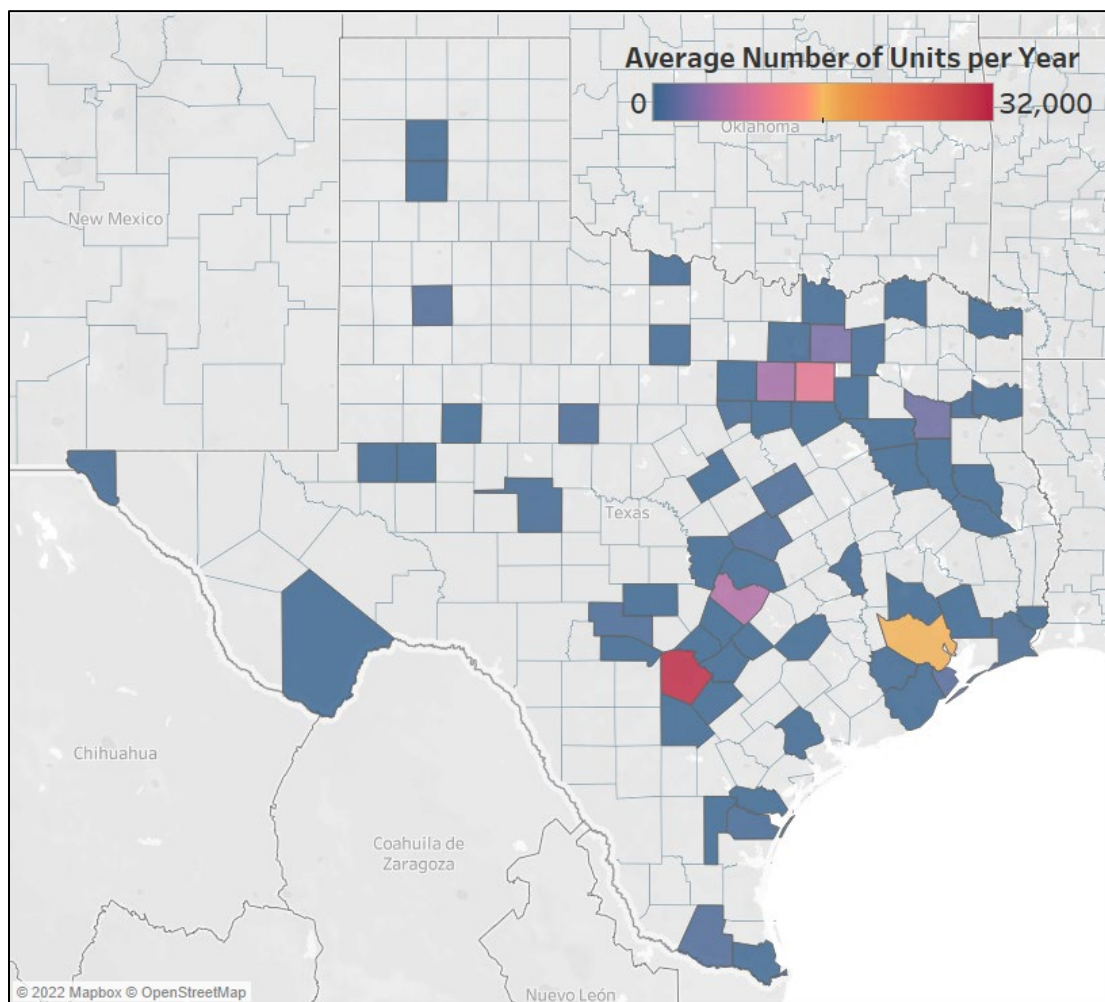 Average Number of Units per Year
0 32,000
Oklahoma
New Mexico
Texas
Chihuahua
Coahuila de
Zaragoza
Nuevo León
© 2022 Mapbox © OpenStreetMap